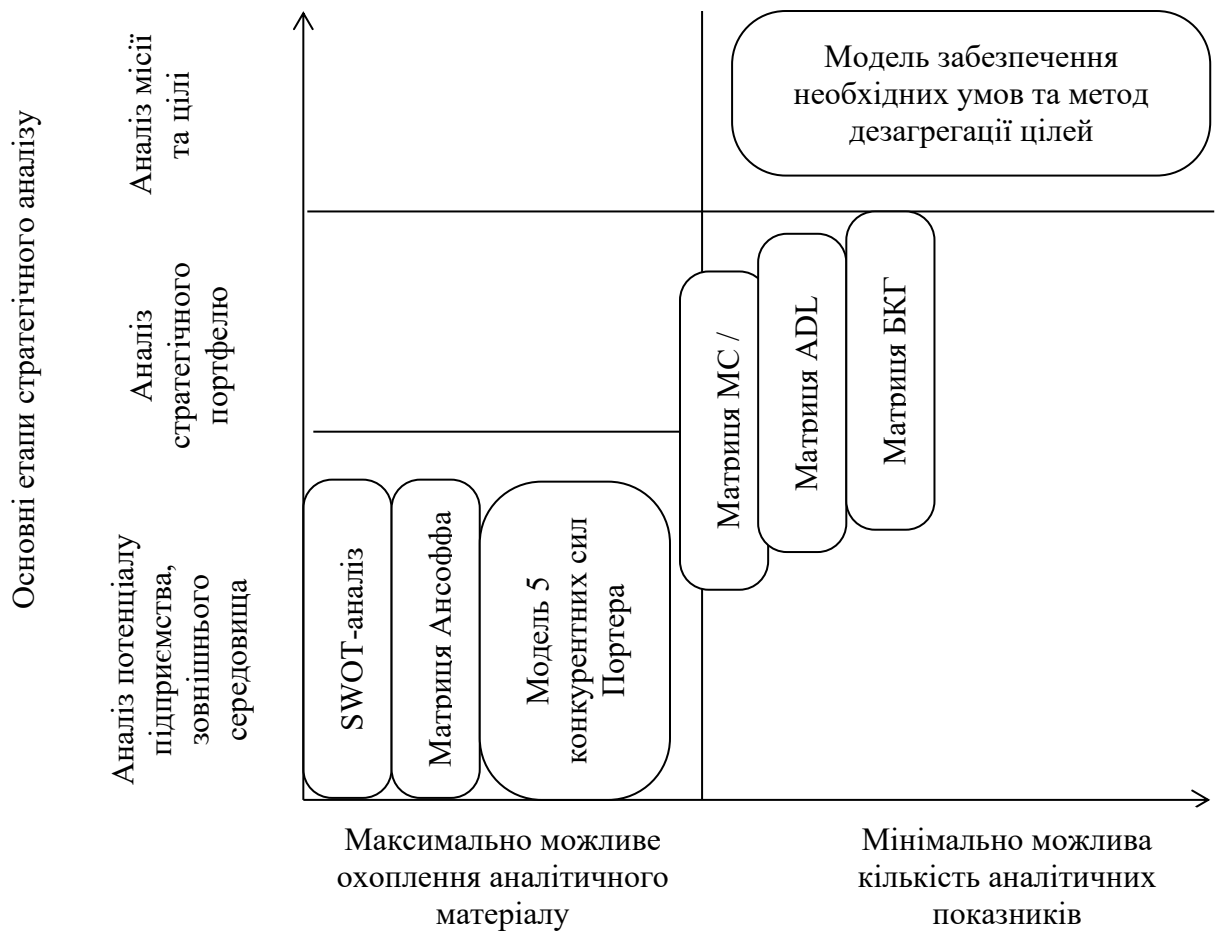 Основні етапи стратегічного аналізу
Аналіз місії
та цілі
Аналіз
стратегічного
портфелю
Аналіз потенціалу
підприємства,
зовнішнього
середовища
Модель забезпечення
необхідних умов та метод
дезагрегації цілей
SWOT-аналіз
Матриця Ансоффа
Модель 5
конкурентних сил
Портера
Матриця МС /
Матриця ADL
Матриця БКГ
Максимально можливе
охоплення аналітичного
матеріалу
Мінімально можлива
кількість аналітичних
показників